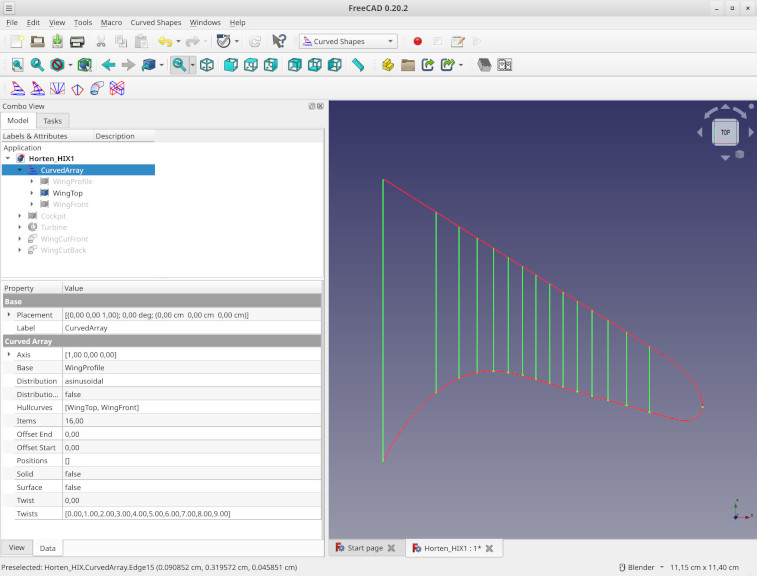 FreeCAD 0.20.2
File Edit View Tools Macro Curved Shapes Windows Help
Curved Shapes
Combo View
Model Tasks
Labels & Attributes Description
Application
Horten_HIX1
CurvedArray
WingProfile
WingTop
WingFront
Cockpit
Turbine
WingCutFront
WingCutBack
Property Value
Base
Placement [(0,00 0,00 1,00); 0,00 deg; (0,00 cm 0,00 cm 0,00 cm)]
Label CurvedArray
Curved Array
Axis [1,00 0,00 0,00]
Base WingProfile
Distribution asinusoidal
Distributio... false
Hullcurves [WingTop, WingFront]
Items 16,00
Offset End 0,00
Offset Start 0,00
Positions []
Solid false
Surface false
Twist 0,00
Twists [0.00,1.00,2.00,3.00,4.00,5.00,6.00,7.00,8.00,9.00]
View Data
TOP
Start page Horten_HIX1 : 1*
Preselected: Horten_HIX.CurvedArray.Edge15 (0.090852 cm, 0.319572 cm, 0.045851 cm)
Blender 11,15 cm x 11,40 cm